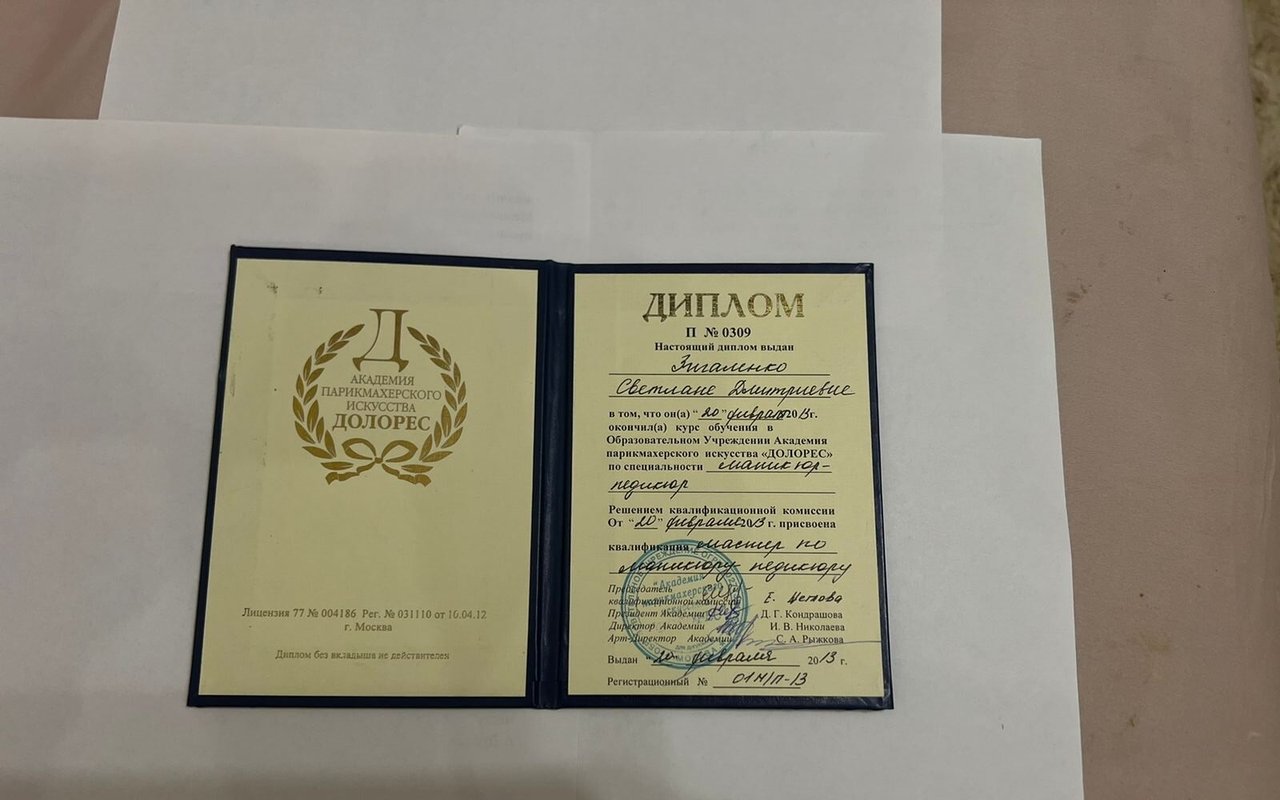 Д
АКАДЕМИЯ
ПАРИКМАХЕРСКОГО
ИСКУССТВА
ДОЛОРЕС
Лицензия 77 № 004186 Рег. № 031110 от 10.04.12
г. Москва
Диплом без вкладыша не действителен
ДИПЛОМ
П № 0309
Настоящий диплом выдан
Зигаленко
Светлане Дмитриевне
в том, что он(а) “20” февраля 2013 г.
окончил(а) курс обучения в
Образовательном Учреждении Академия
парикмахерского искусства «ДОЛОРЕС»
по специальности маникюр-
педикюр
Решением квалификационной комиссии
От “20” февраля 2013 г. присвоена
квалификация мастер по
маникюру педикюру
Председатель
квалификационной комиссии Е.
Президент Академии Д. Г. Кондрашова
Директор Академии И. В. Николаева
Арт-Директор Академии С. А. Рыжкова
“Академия
парикмахерского
Выдан “20” февраля 2013 г.
Регистрационный № 01М/П-13